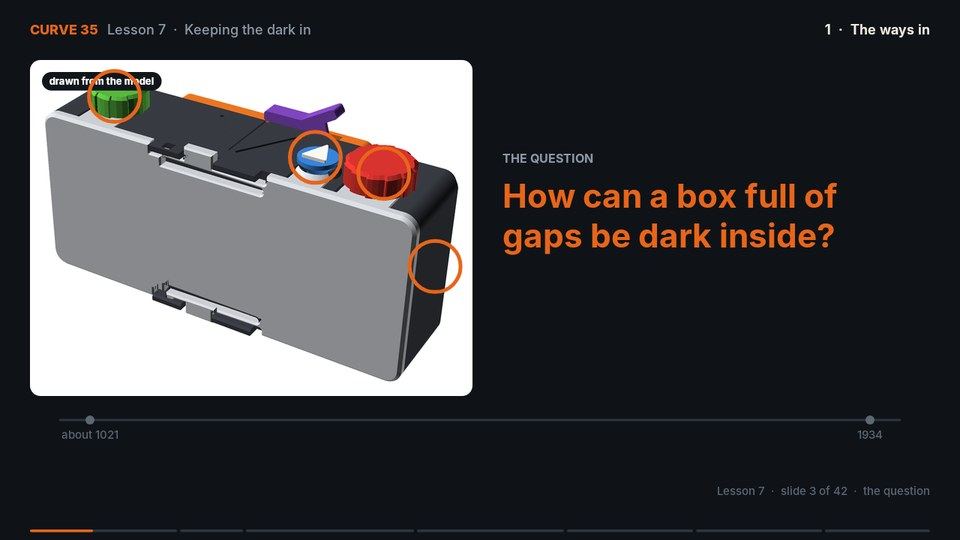 CURVE 35 Lesson 7 · Keeping the dark in
1 · The ways in
drawn from the model
THE QUESTION
How can a box full of
gaps be dark inside?
about 1021
1934
Lesson 7 · slide 3 of 42 · the question